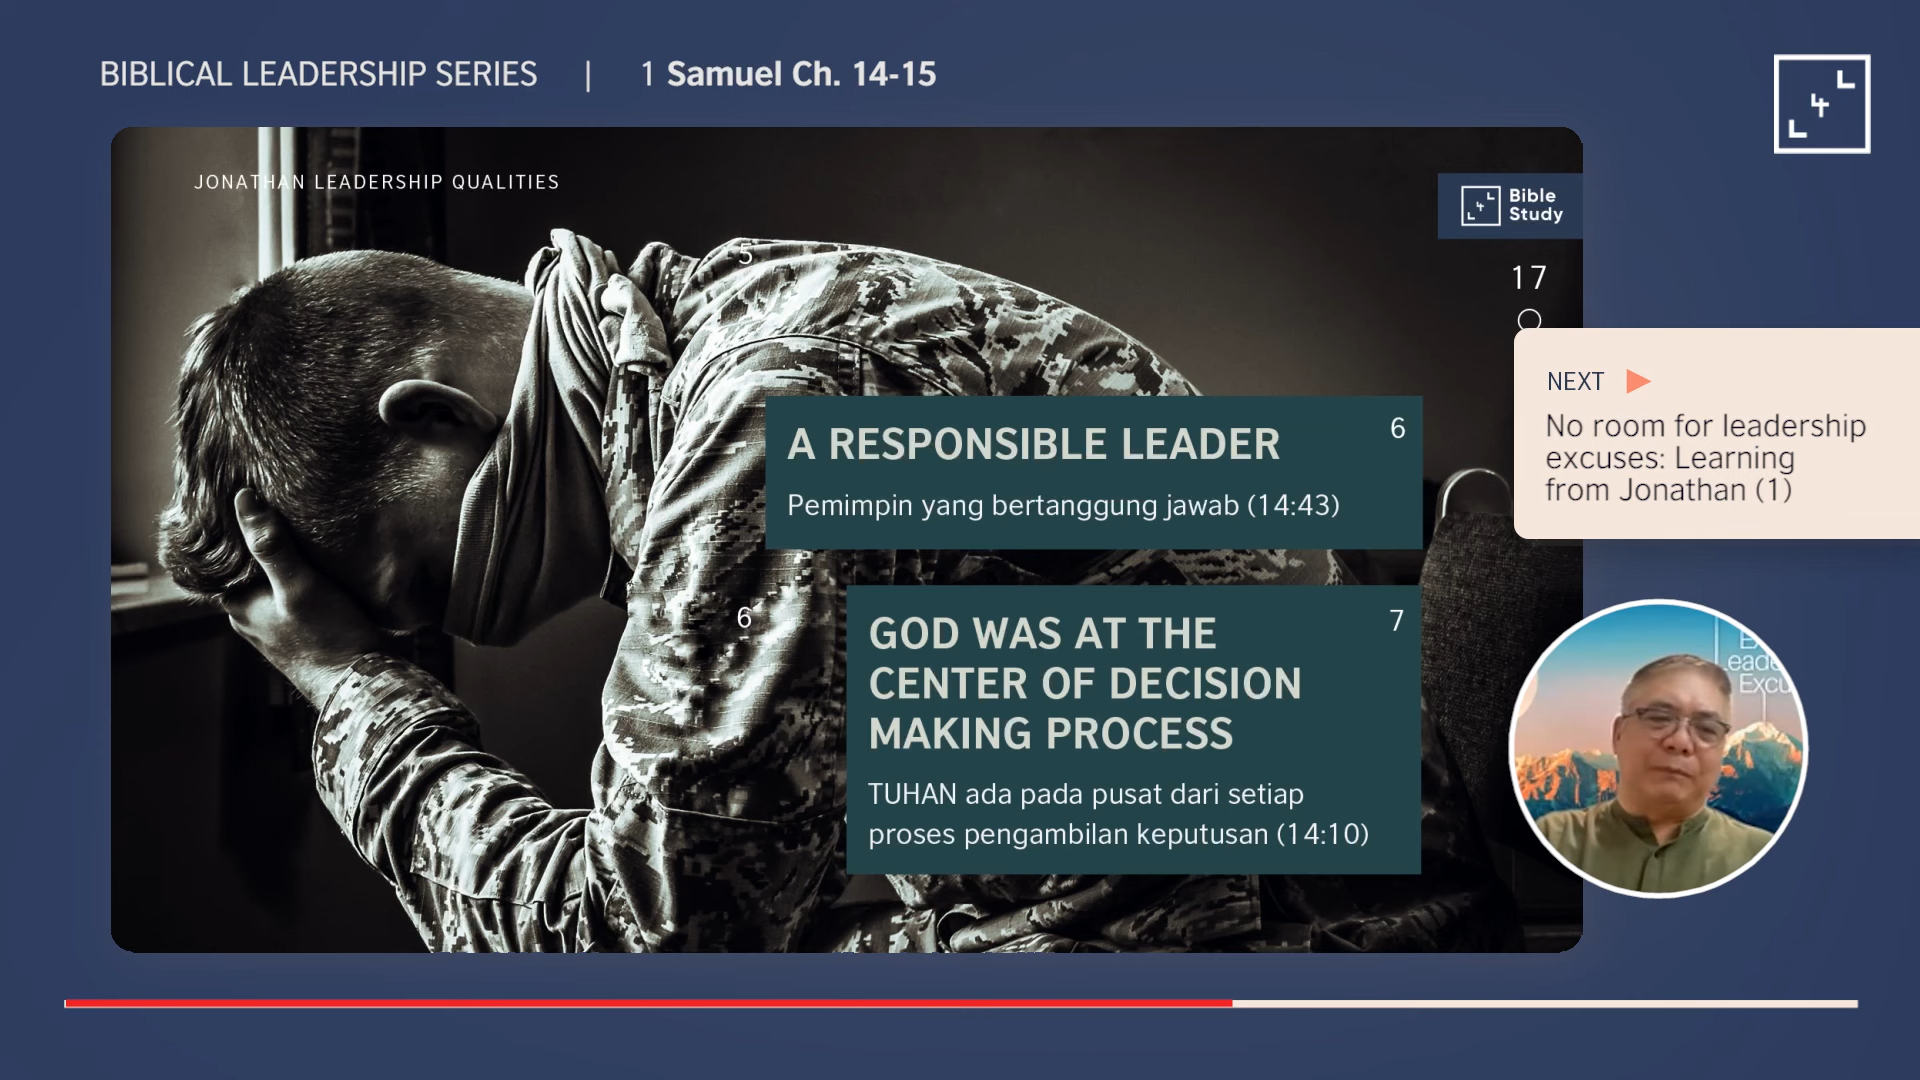 BIBLICAL LEADERSHIP SERIES | 1 Samuel Ch. 14-15
JONATHAN LEADERSHIP QUALITIES
Bible
Study
17
5
A RESPONSIBLE LEADER
6
Pemimpin yang bertanggung jawab (14:43)
6
GOD WAS AT THE
7
CENTER OF DECISION
MAKING PROCESS
TUHAN ada pada pusat dari setiap
proses pengambilan keputusan (14:10)
NEXT
No room for leadership
excuses: Learning
from Jonathan (1)